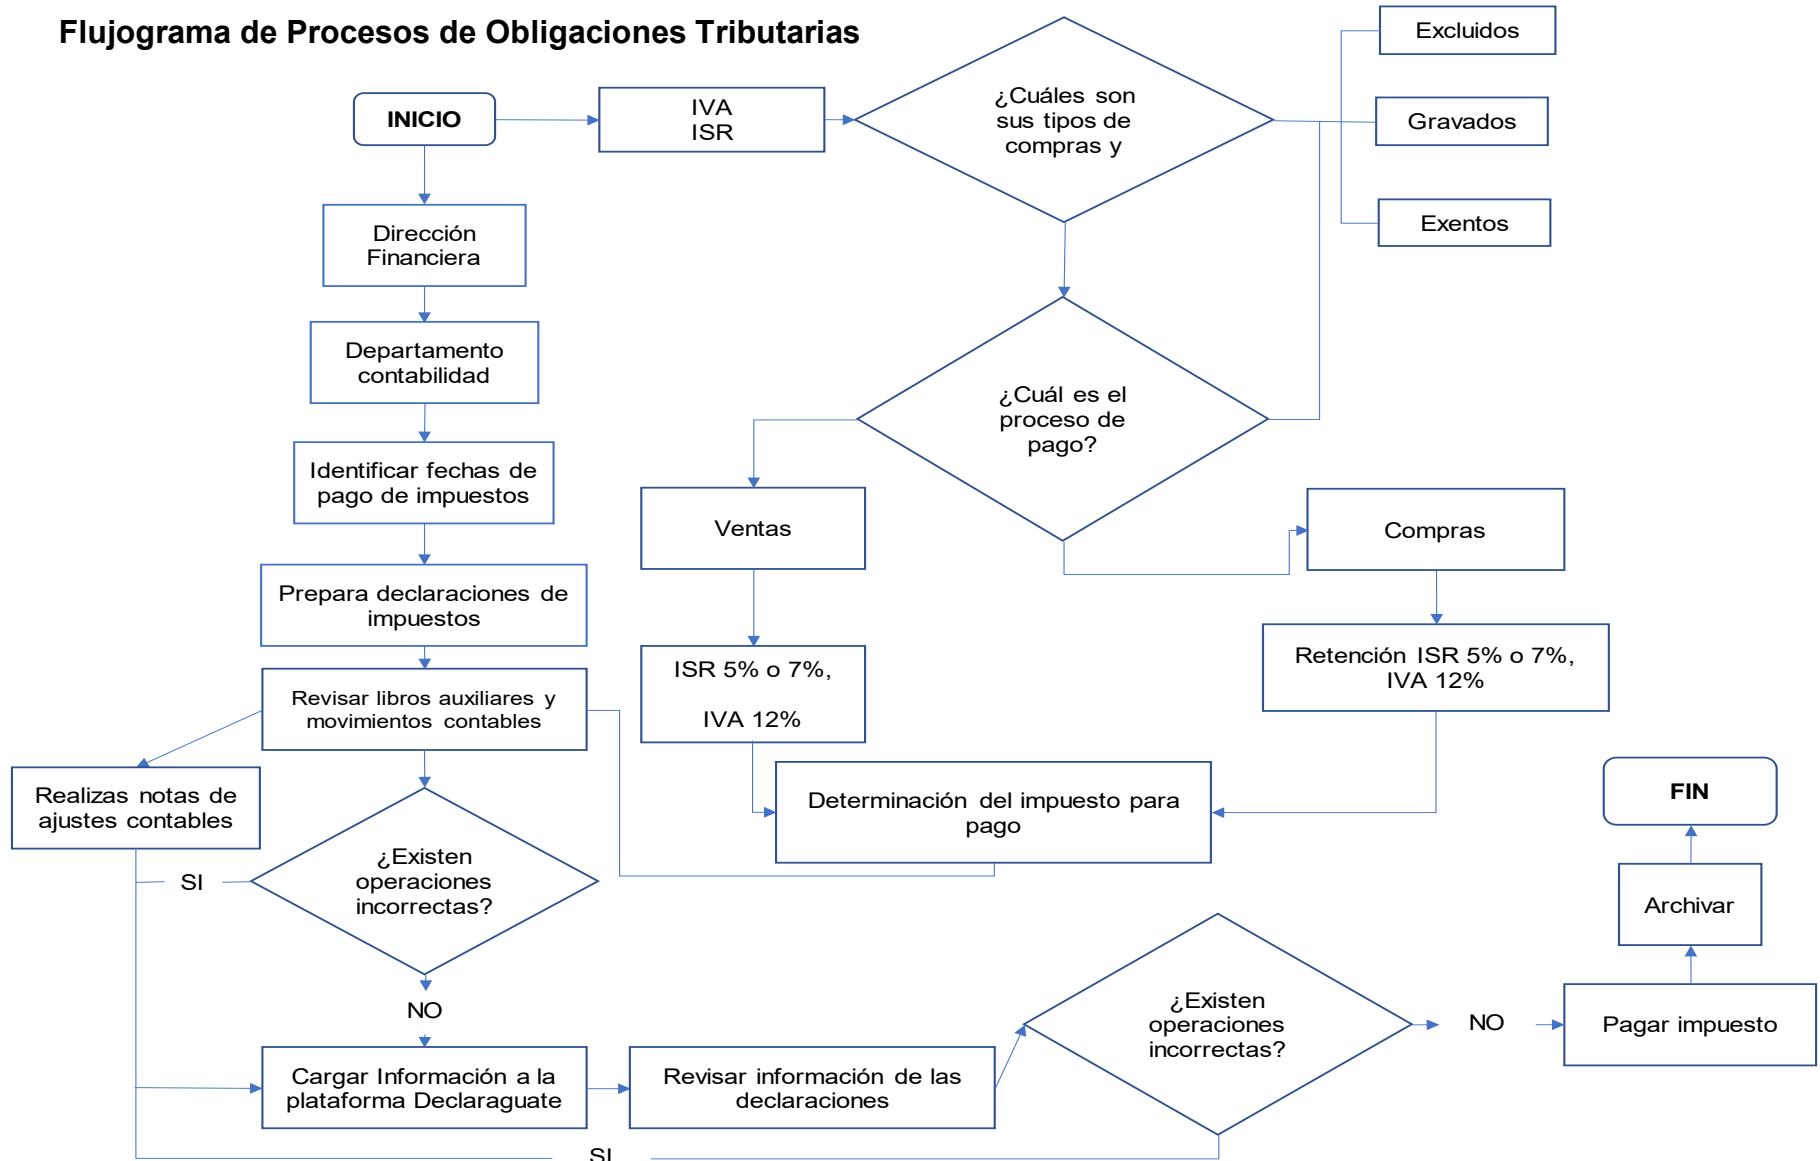 Flujograma de Procesos de Obligaciones Tributarias
INICIO
IVA
ISR
¿Cuáles son
sus tipos de
compras y
Excluidos
Gravados
Exentos
Dirección
Financiera
Departamento
contabilidad
Identificar fechas de
pago de impuestos
Prepara declaraciones de
impuestos
Revisar libros auxiliares y
movimientos contables
Realizas notas de
ajustes contables
¿Existen
operaciones
incorrectas?
SI
NO
¿Cuál es el
proceso de
pago?
Ventas
Compras
ISR 5% o 7%,
IVA 12%
Retención ISR 5% o 7%,
IVA 12%
Determinación del impuesto para
pago
Cargar Información a la
plataforma Declaraguate
Revisar información de las
declaraciones
¿Existen
operaciones
incorrectas?
SI
NO
Pagar impuesto
Archivar
FIN